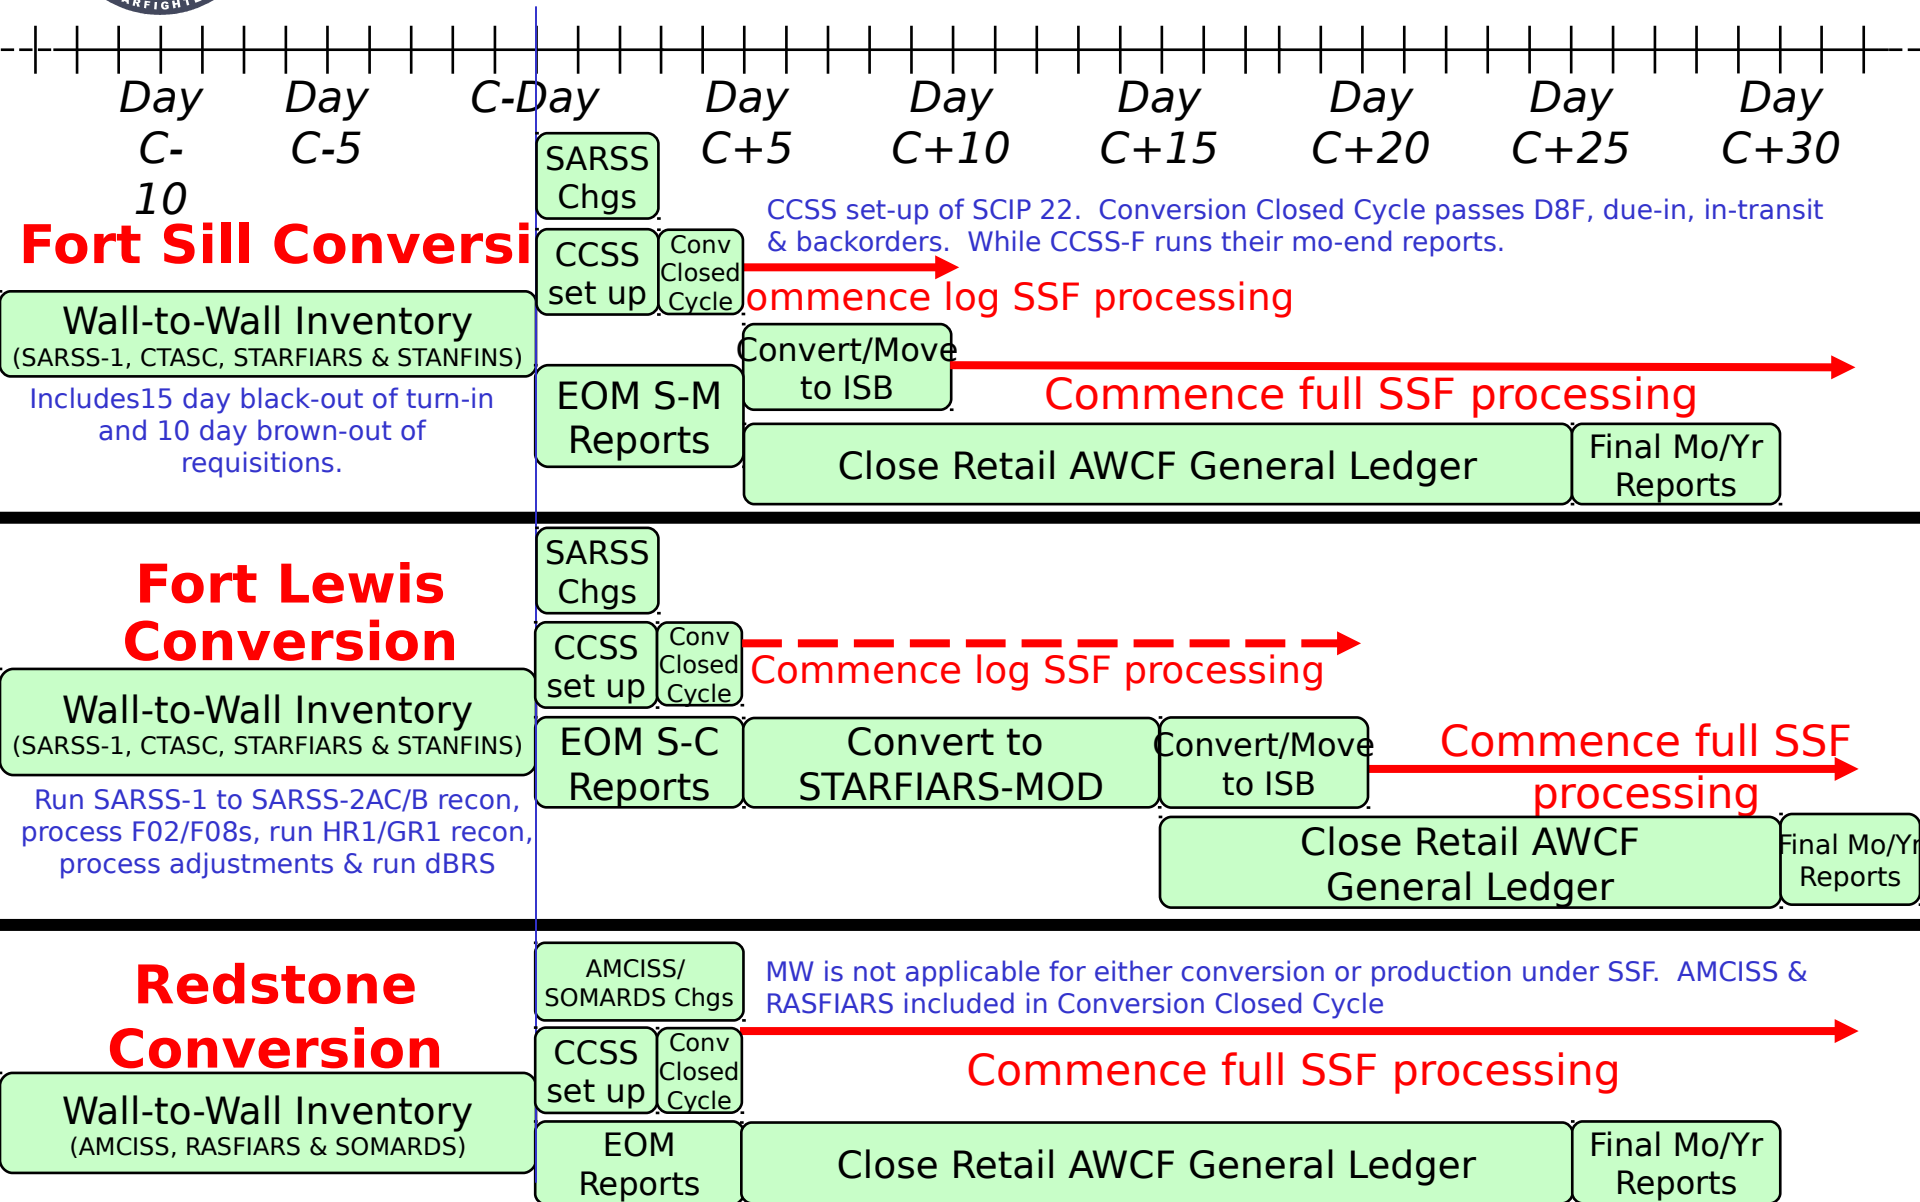 ARFIGHTE
Day
C-
10
Day
C-5
C-Day
Day
C+5
Day
C+10
Day
C+15
Day
C+20
Day
C+25
Day
C+30
SARSS
Chgs
CCSS set-up of SCIP 22.  Conversion Closed Cycle passes D8F, due-in, in-transit
& backorders.  While CCSS-F runs their mo-end reports.
Fort Sill Conversi
CCSS
set up
Conv
Closed
Cycle
ommence log SSF processing
Wall-to-Wall Inventory
(SARSS-1, CTASC, STARFIARS & STANFINS)
Includes15 day black-out of turn-in
and 10 day brown-out of
requisitions.
EOM S-M
Reports
Convert/Move
to ISB
Commence full SSF processing
Close Retail AWCF General Ledger
Final Mo/Yr
Reports
Fort Lewis
Conversion
SARSS
Chgs
CCSS
set up
Conv
Closed
Cycle
Commence log SSF processing
Wall-to-Wall Inventory
(SARSS-1, CTASC, STARFIARS & STANFINS)
Run SARSS-1 to SARSS-2AC/B recon,
process F02/F08s, run HR1/GR1 recon,
process adjustments & run dBRS
EOM S-C
Reports
Convert to
STARFIARS-MOD
Convert/Move
to ISB
Commence full SSF
processing
Close Retail AWCF
General Ledger
Final Mo/Yr
Reports
Redstone
Conversion
AMCISS/
SOMARDS Chgs
MW is not applicable for either conversion or production under SSF.  AMCISS &
RASFIARS included in Conversion Closed Cycle
CCSS
set up
Conv
Closed
Cycle
Commence full SSF processing
Wall-to-Wall Inventory
(AMCISS, RASFIARS & SOMARDS)
EOM
Reports
Close Retail AWCF General Ledger
Final Mo/Yr
Reports